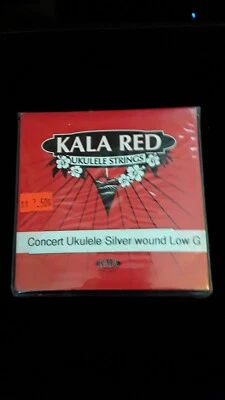 KALA RED
UKULELE STRINGS
Concert Ukulele Silver wound Low G